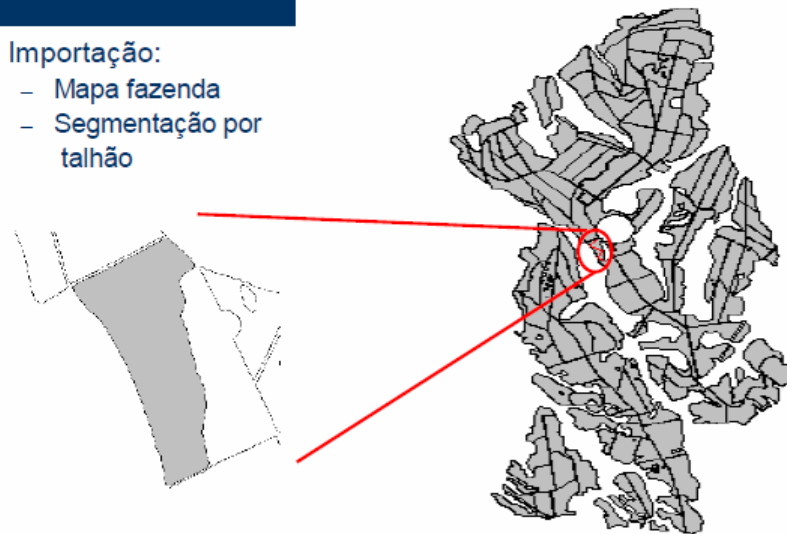 Importação:
– Mapa fazenda
– Segmentação por
talhão